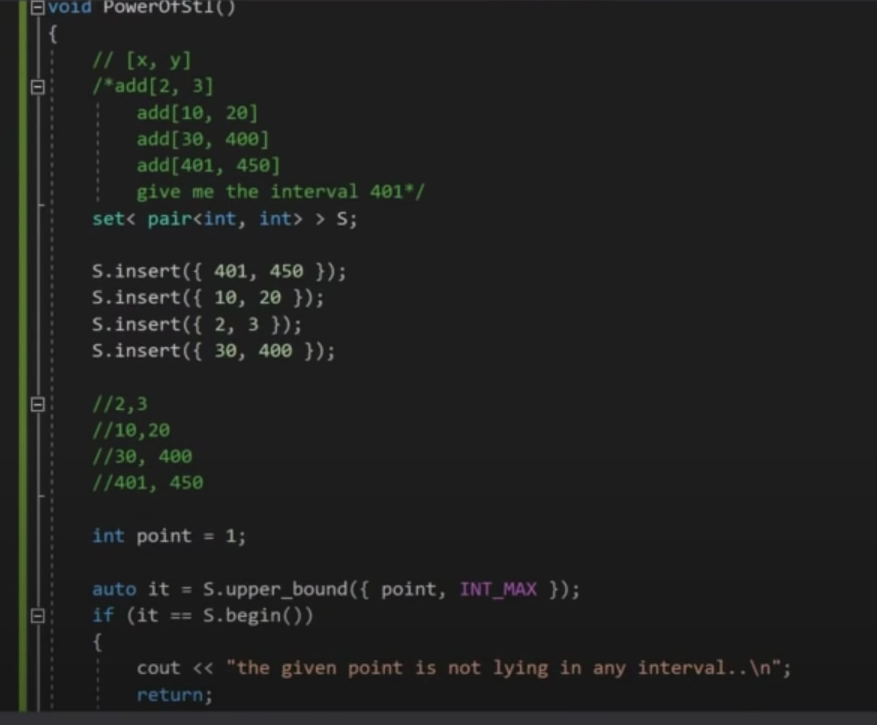 void PowerOfStl()
{
// [x, y]
/*add[2, 3]
add[10, 20]
add[30, 400]
add[401, 450]
give me the interval 401*/
set< pair<int, int> > S;
S.insert({ 401, 450 });
S.insert({ 10, 20 });
S.insert({ 2, 3 });
S.insert({ 30, 400 });
//2,3
//10,20
//30, 400
//401, 450
int point = 1;
auto it = S.upper_bound({ point, INT_MAX });
if (it == S.begin())
{
cout << "the given point is not lying in any interval..\n";
return;